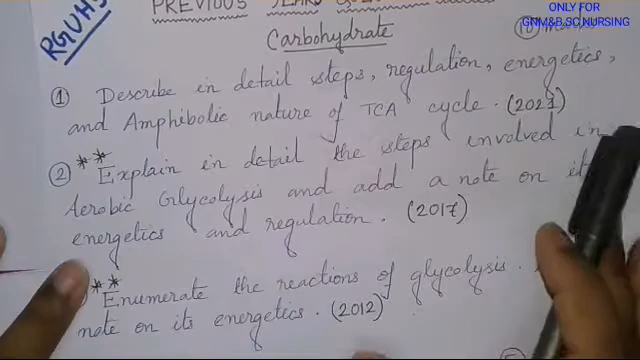 PREVIOUS YEARS
ONLY FOR
GNM&B.SC NURSING
RGUHS
Carbohydrate
① Describe in detail steps, regulation, energetics,
and Amphibolic nature of TCA cycle. (2021)
② ** Explain in detail the steps involved in
Aerobic Glycolysis and add a note on its
energetics and regulation. (2017)
** Enumerate the reactions of glycolysis.
note on its energetics. (2012)